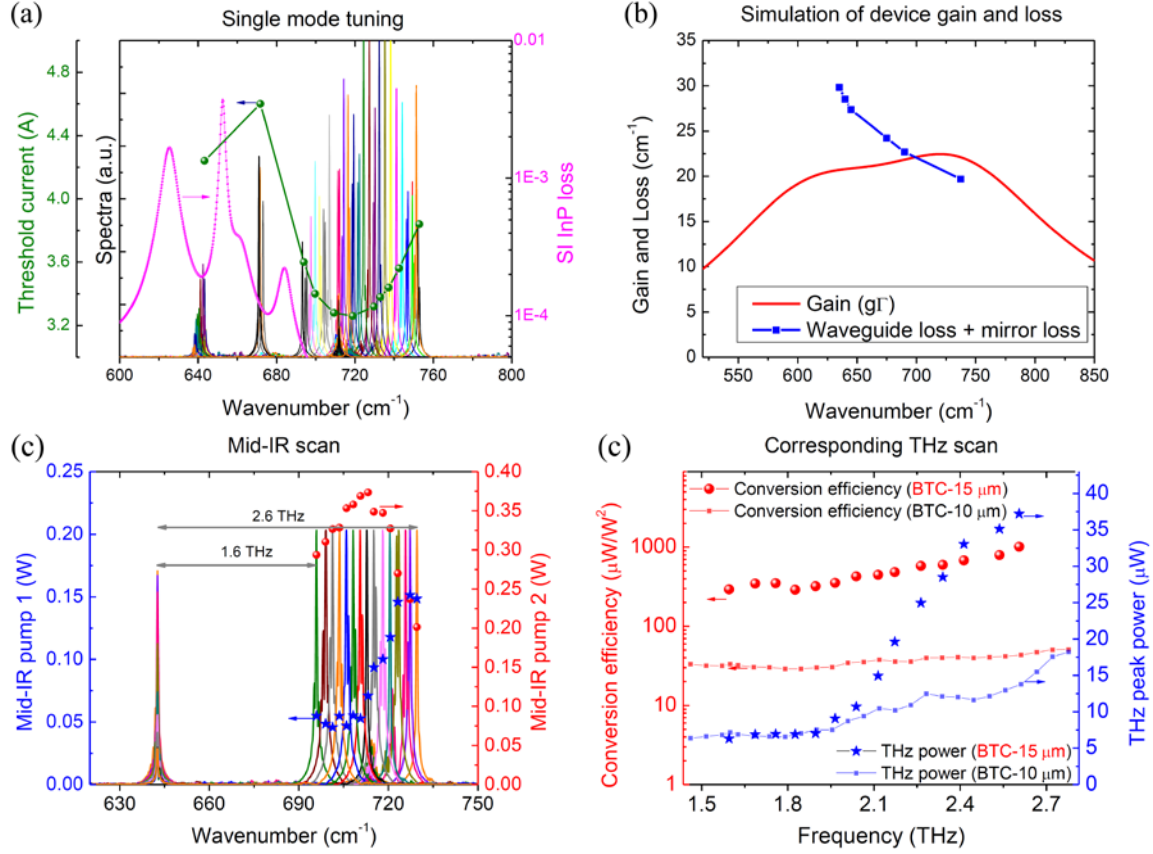 (a)
Single mode tuning
Threshold current (A)
4.8
4.4
4.0
3.6
3.2
Spectra (a.u.)
0.01
1E-3
1E-4
SI InP loss
600 640 680 720 760 800
Wavenumber (cm⁻¹)
(b)
Simulation of device gain and loss
Gain and Loss (cm⁻¹)
35
30
25
20
15
10
5
0
Gain (gΓ)
Waveguide loss + mirror loss
550 600 650 700 750 800 850
Wavenumber (cm⁻¹)
(c)
Mid-IR scan
Mid-IR pump 1 (W)
0.25
0.20
0.15
0.10
0.05
0.00
2.6 THz
1.6 THz
0.40
0.35
0.30
0.25
0.20
0.15
0.10
0.05
0.00
Mid-IR pump 2 (W)
630 660 690 720 750
Wavenumber (cm⁻¹)
(c)
Corresponding THz scan
Conversion efficiency (µW/W²)
1000
100
10
1
Conversion efficiency (BTC-15 µm)
Conversion efficiency (BTC-10 µm)
THz power (BTC-15 µm)
THz power (BTC-10 µm)
40
35
30
25
20
15
10
5
0
THz peak power (µW)
1.5 1.8 2.1 2.4 2.7
Frequency (THz)